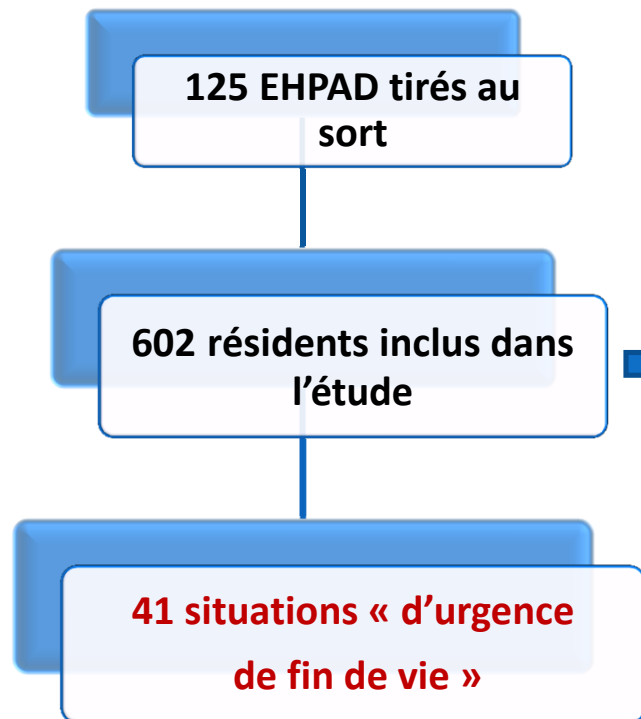 125 EHPAD tirés au
sort
602 résidents inclus dans
l’étude
41 situations « d’urgence
de fin de vie »